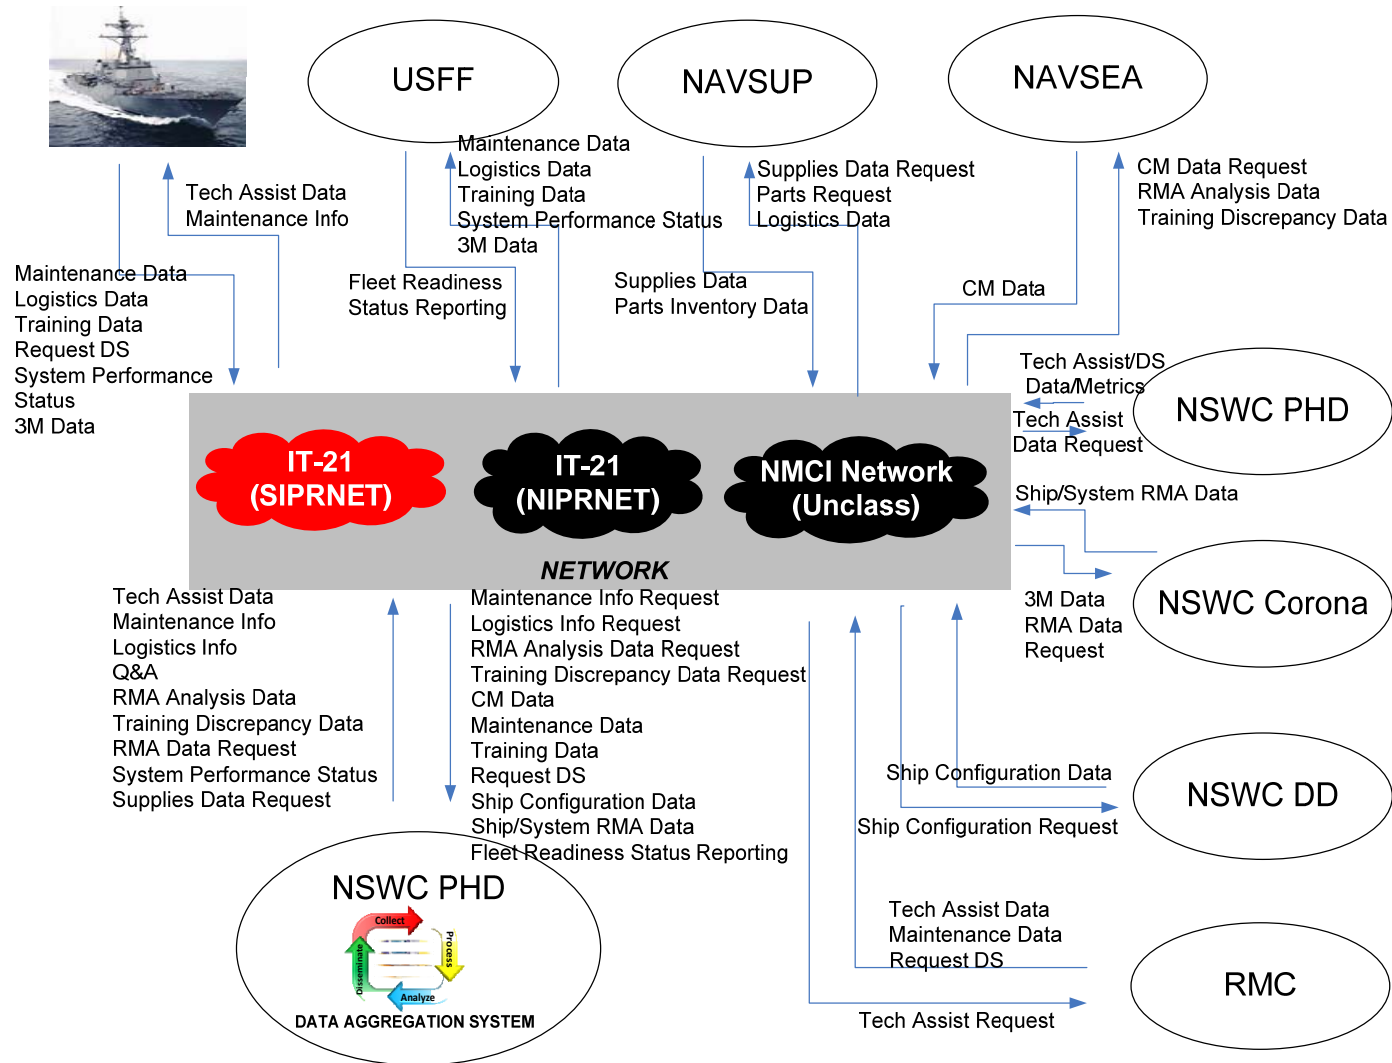 USFF
NAVSUP
NAVSEA
Tech Assist Data
Maintenance Info
Maintenance Data
Logistics Data
Training Data
System Performance Status
3M Data
Supplies Data Request
Parts Request
Logistics Data
CM Data Request
RMA Analysis Data
Training Discrepancy Data
Maintenance Data
Logistics Data
Training Data
Request DS
System Performance
Status
3M Data
Fleet Readiness
Status Reporting
Supplies Data
Parts Inventory Data
CM Data
Tech Assist/DS
Data/Metrics
Tech Assist
Data Request
NSWC PHD
IT-21
(SIPRNET)
IT-21
(NIPRNET)
NMCI Network
(Unclass)
NETWORK
Ship/System RMA Data
3M Data
RMA Data
Request
NSWC Corona
Tech Assist Data
Maintenance Info
Logistics Info
Q&A
RMA Analysis Data
Training Discrepancy Data
RMA Data Request
System Performance Status
Supplies Data Request
Maintenance Info Request
Logistics Info Request
RMA Analysis Data Request
Training Discrepancy Data Request
CM Data
Maintenance Data
Training Data
Request DS
Ship Configuration Data
Ship/System RMA Data
Fleet Readiness Status Reporting
Ship Configuration Data
Ship Configuration Request
NSWC DD
NSWC PHD
Collect
Process
Analyze
Disseminate
DATA AGGREGATION SYSTEM
Tech Assist Data
Maintenance Data
Request DS
Tech Assist Request
RMC